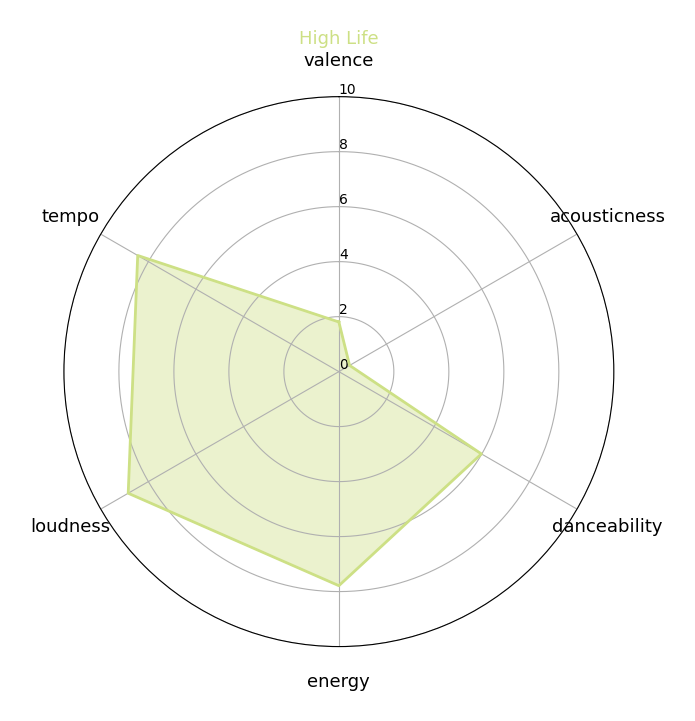 High Life
valence
10
8
tempo
acousticness
6
4
2
0
loudness
danceability
energy